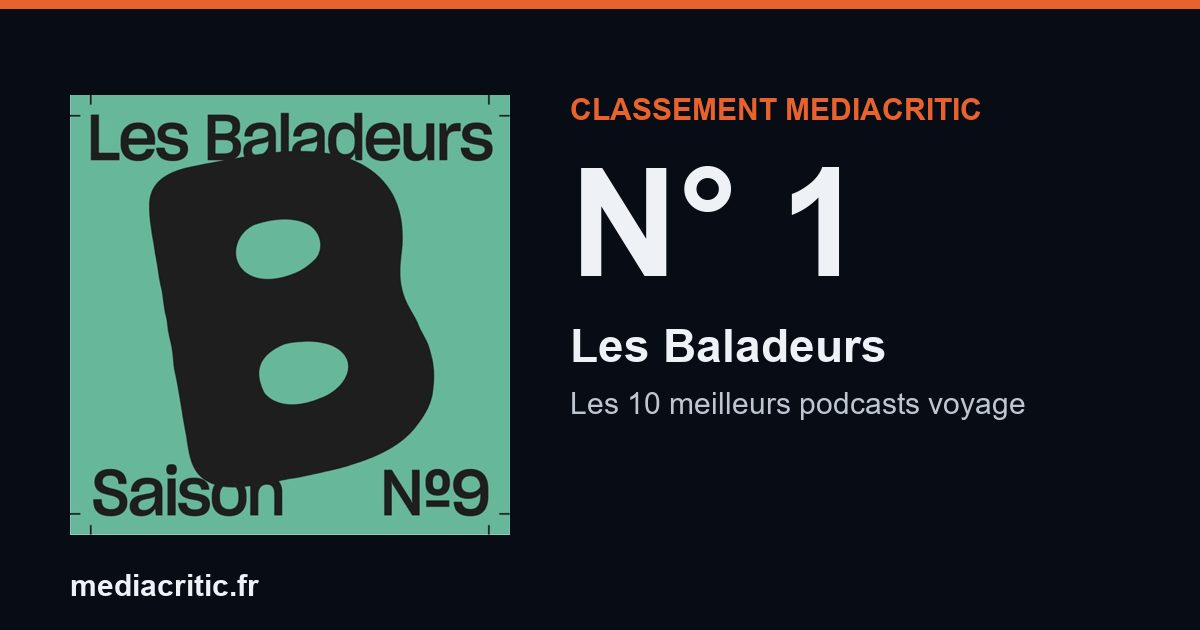 Les Baladeurs
Saison Nº9
CLASSEMENT MEDIACRITIC
N° 1
Les Baladeurs
Les 10 meilleurs podcasts voyage
mediacritic.fr